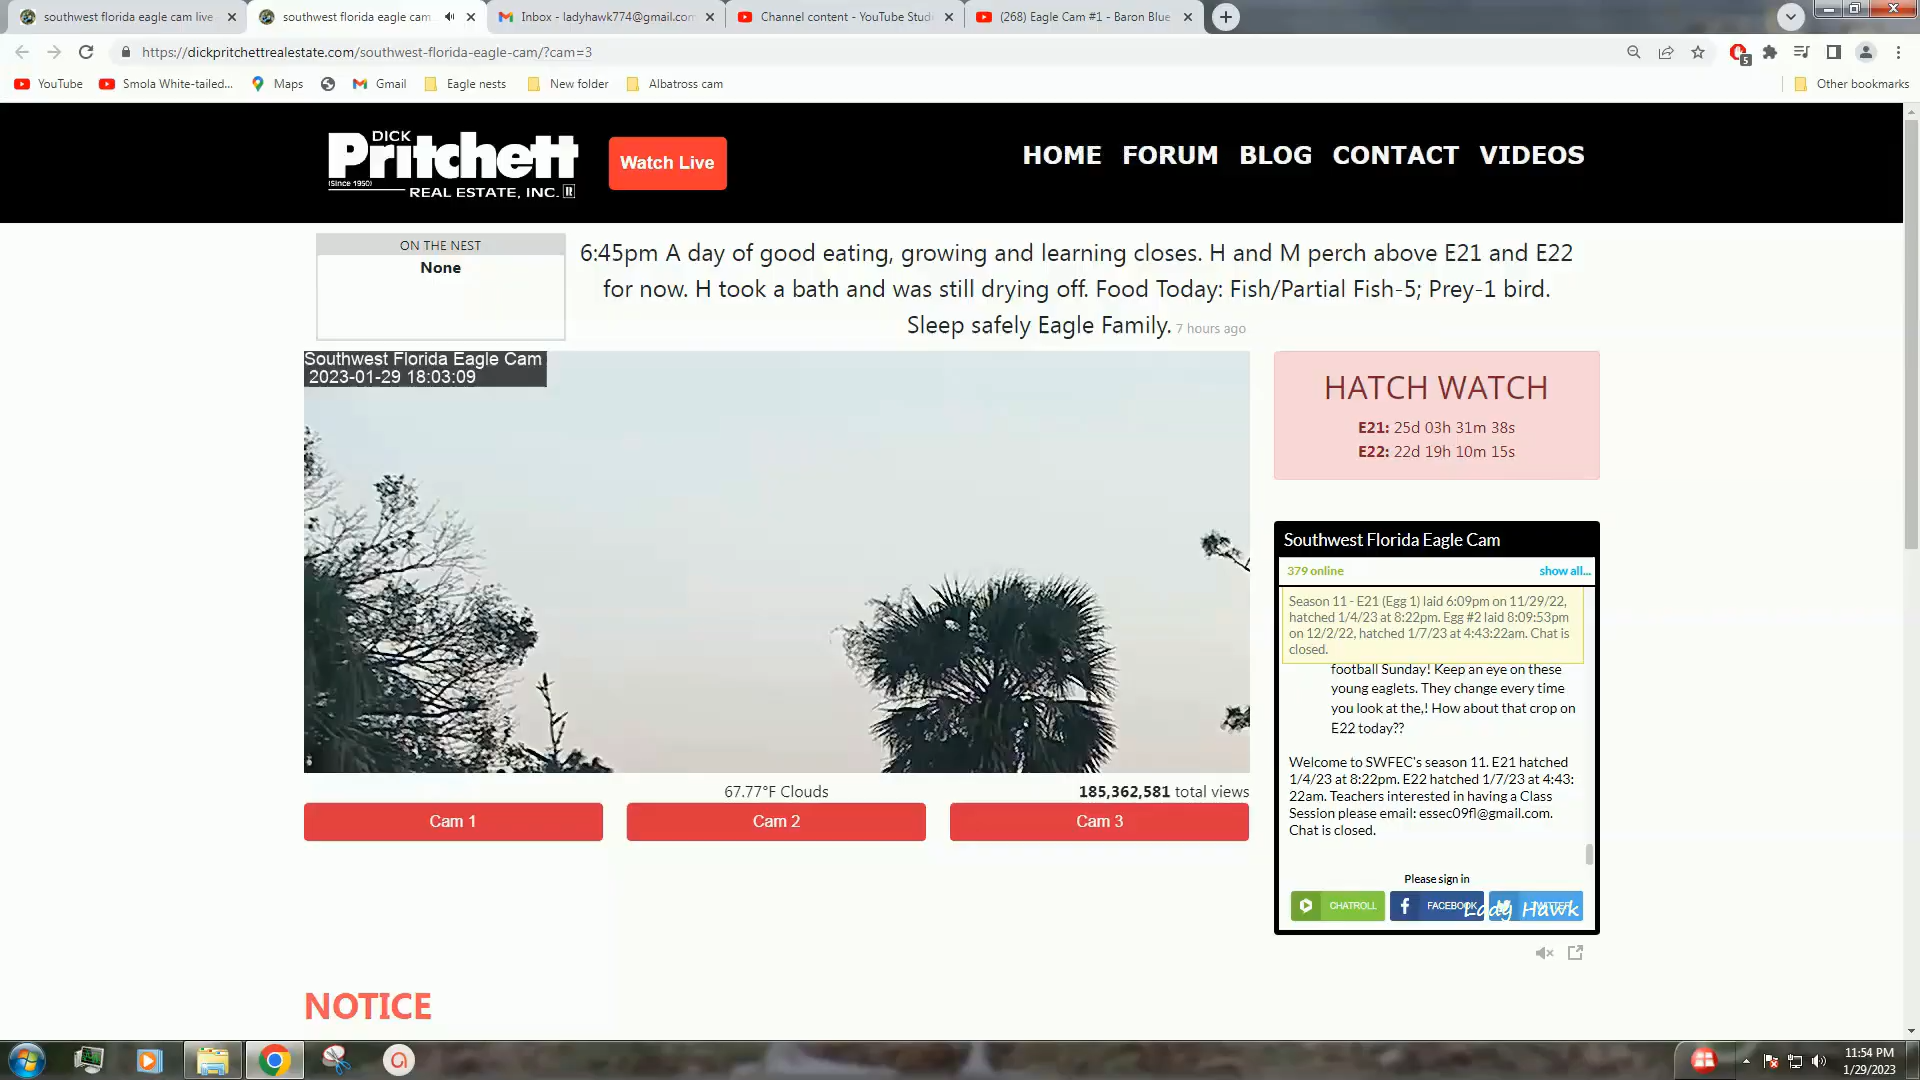 southwest florida eagle cam live
southwest florida eagle cam
Inbox - ladyhawk774@gmail.com
Channel content - YouTube Stud
(268) Eagle Cam #1 - Baron Blue
https://dickpritchettrealestate.com/southwest-florida-eagle-cam/?cam=3
5
YouTube
Smola White-tailed...
Maps
Gmail
Eagle nests
New folder
Albatross cam
Other bookmarks
DICK
Pritchett
(Since 1950)
REAL ESTATE, INC. R
Watch Live
HOME FORUM BLOG CONTACT VIDEOS
ON THE NEST
None
6:45pm A day of good eating, growing and learning closes. H and M perch above E21 and E22
for now. H took a bath and was still drying off. Food Today: Fish/Partial Fish-5; Prey-1 bird.
Sleep safely Eagle Family. 7 hours ago
Southwest Florida Eagle Cam
2023-01-29 18:03:09
67.77°F Clouds
185,362,581 total views
Cam 1
Cam 2
Cam 3
HATCH WATCH
E21: 25d 03h 31m 38s
E22: 22d 19h 10m 15s
Southwest Florida Eagle Cam
379 online
show all...
Season 11 - E21 (Egg 1) laid 6:09pm on 11/29/22,
hatched 1/4/23 at 8:22pm. Egg #2 laid 8:09:53pm
on 12/2/22, hatched 1/7/23 at 4:43:22am. Chat is
closed.
football Sunday! Keep an eye on these
young eaglets. They change every time
you look at the,! How about that crop on
E22 today??
Welcome to SWFEC's season 11. E21 hatched
1/4/23 at 8:22pm. E22 hatched 1/7/23 at 4:43:
22am. Teachers interested in having a Class
Session please email: essec09fl@gmail.com.
Chat is closed.
Please sign in
CHATROLL
FACEBOOK
TWITTER
Lady Hawk
NOTICE
11:54 PM
1/29/2023